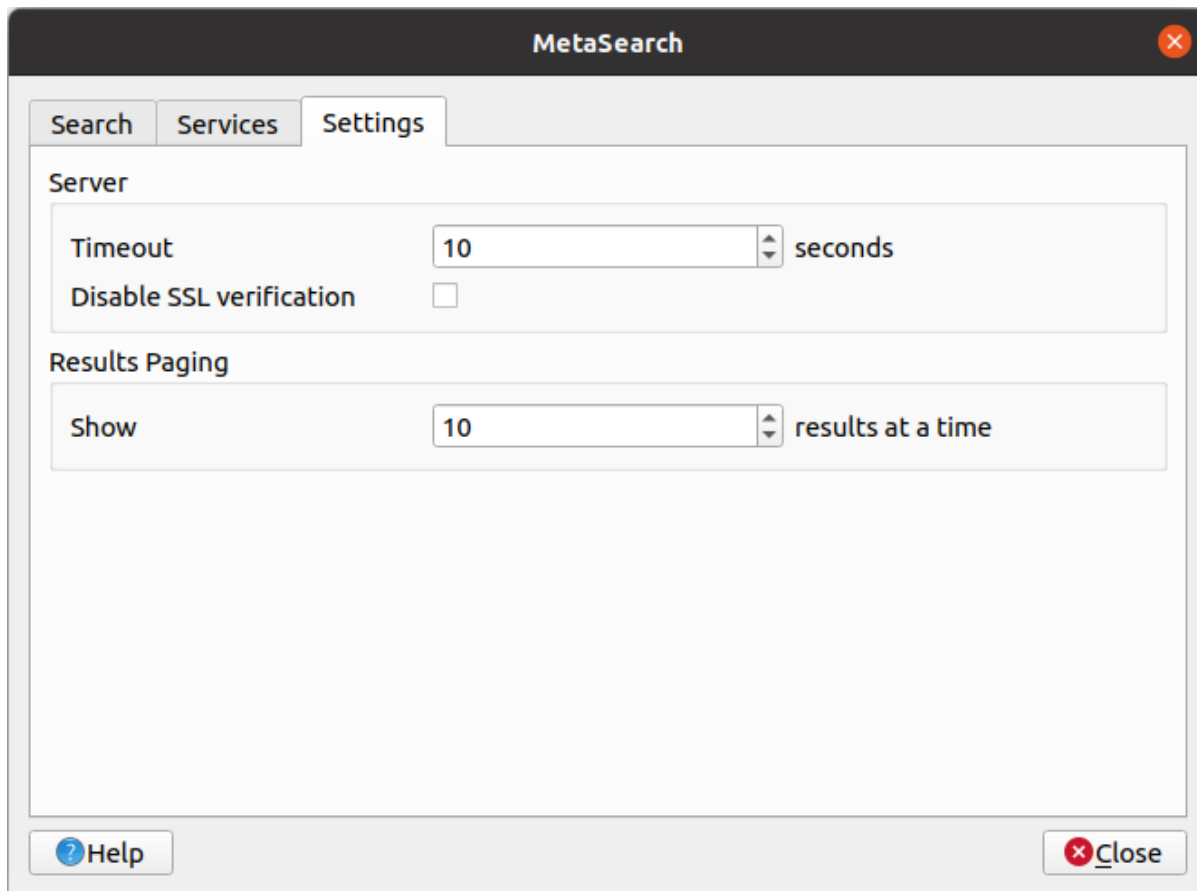 MetaSearch
Search Services Settings
Server
Timeout 10 seconds
Disable SSL verification
Results Paging
Show 10 results at a time
Help Close